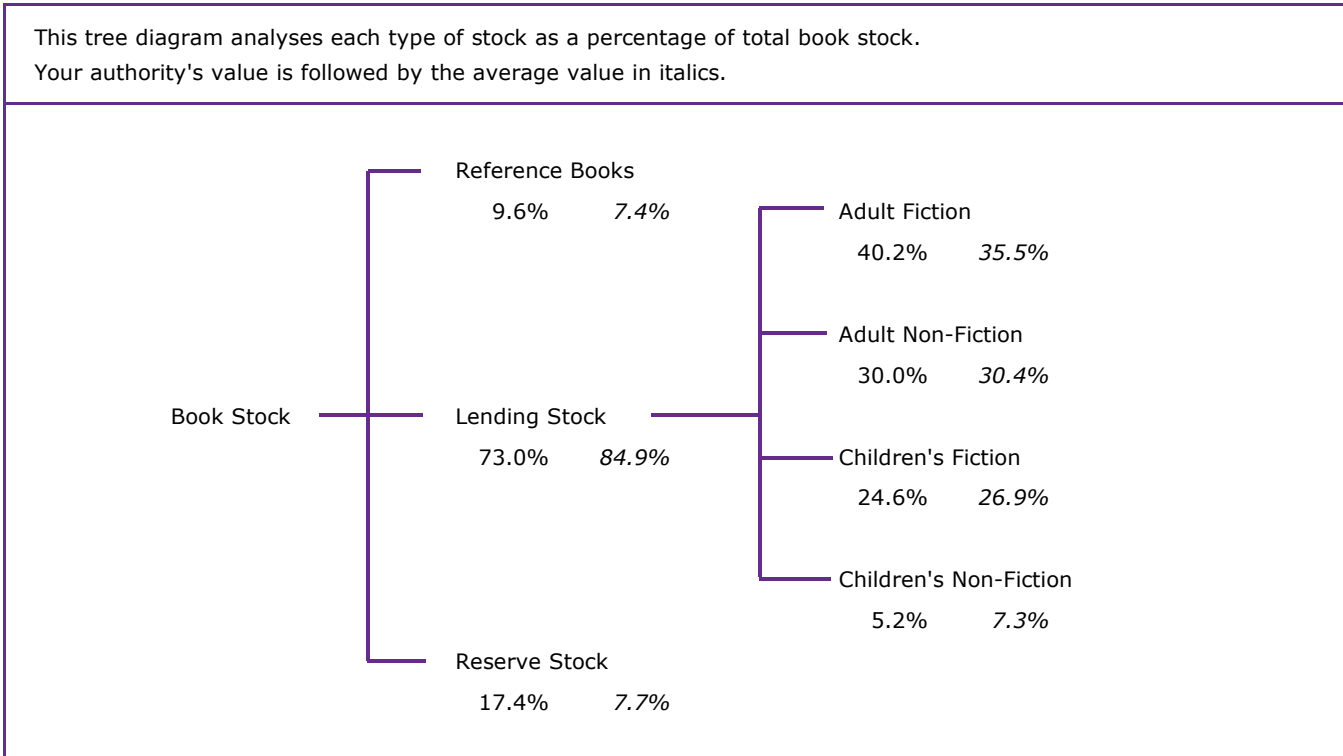 This tree diagram analyses each type of stock as a percentage of total book stock.
Your authority's value is followed by the average value in italics.
Reference Books
9.6% 7.4%
Adult Fiction
40.2% 35.5%
Adult Non-Fiction
30.0% 30.4%
Book Stock
Lending Stock
73.0% 84.9%
Children's Fiction
24.6% 26.9%
Children's Non-Fiction
5.2% 7.3%
Reserve Stock
17.4% 7.7%